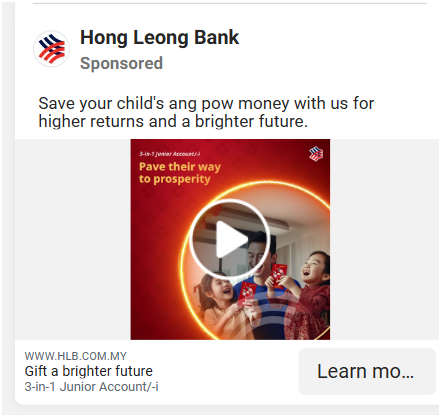 Hong Leong Bank
Sponsored
Save your child's ang pow money with us for
higher returns and a brighter future.
3-in-1 Junior Account/-i
Pave their way
to prosperity
WWW.HLB.COM.MY
Gift a brighter future
3-in-1 Junior Account/-i
Learn mo...